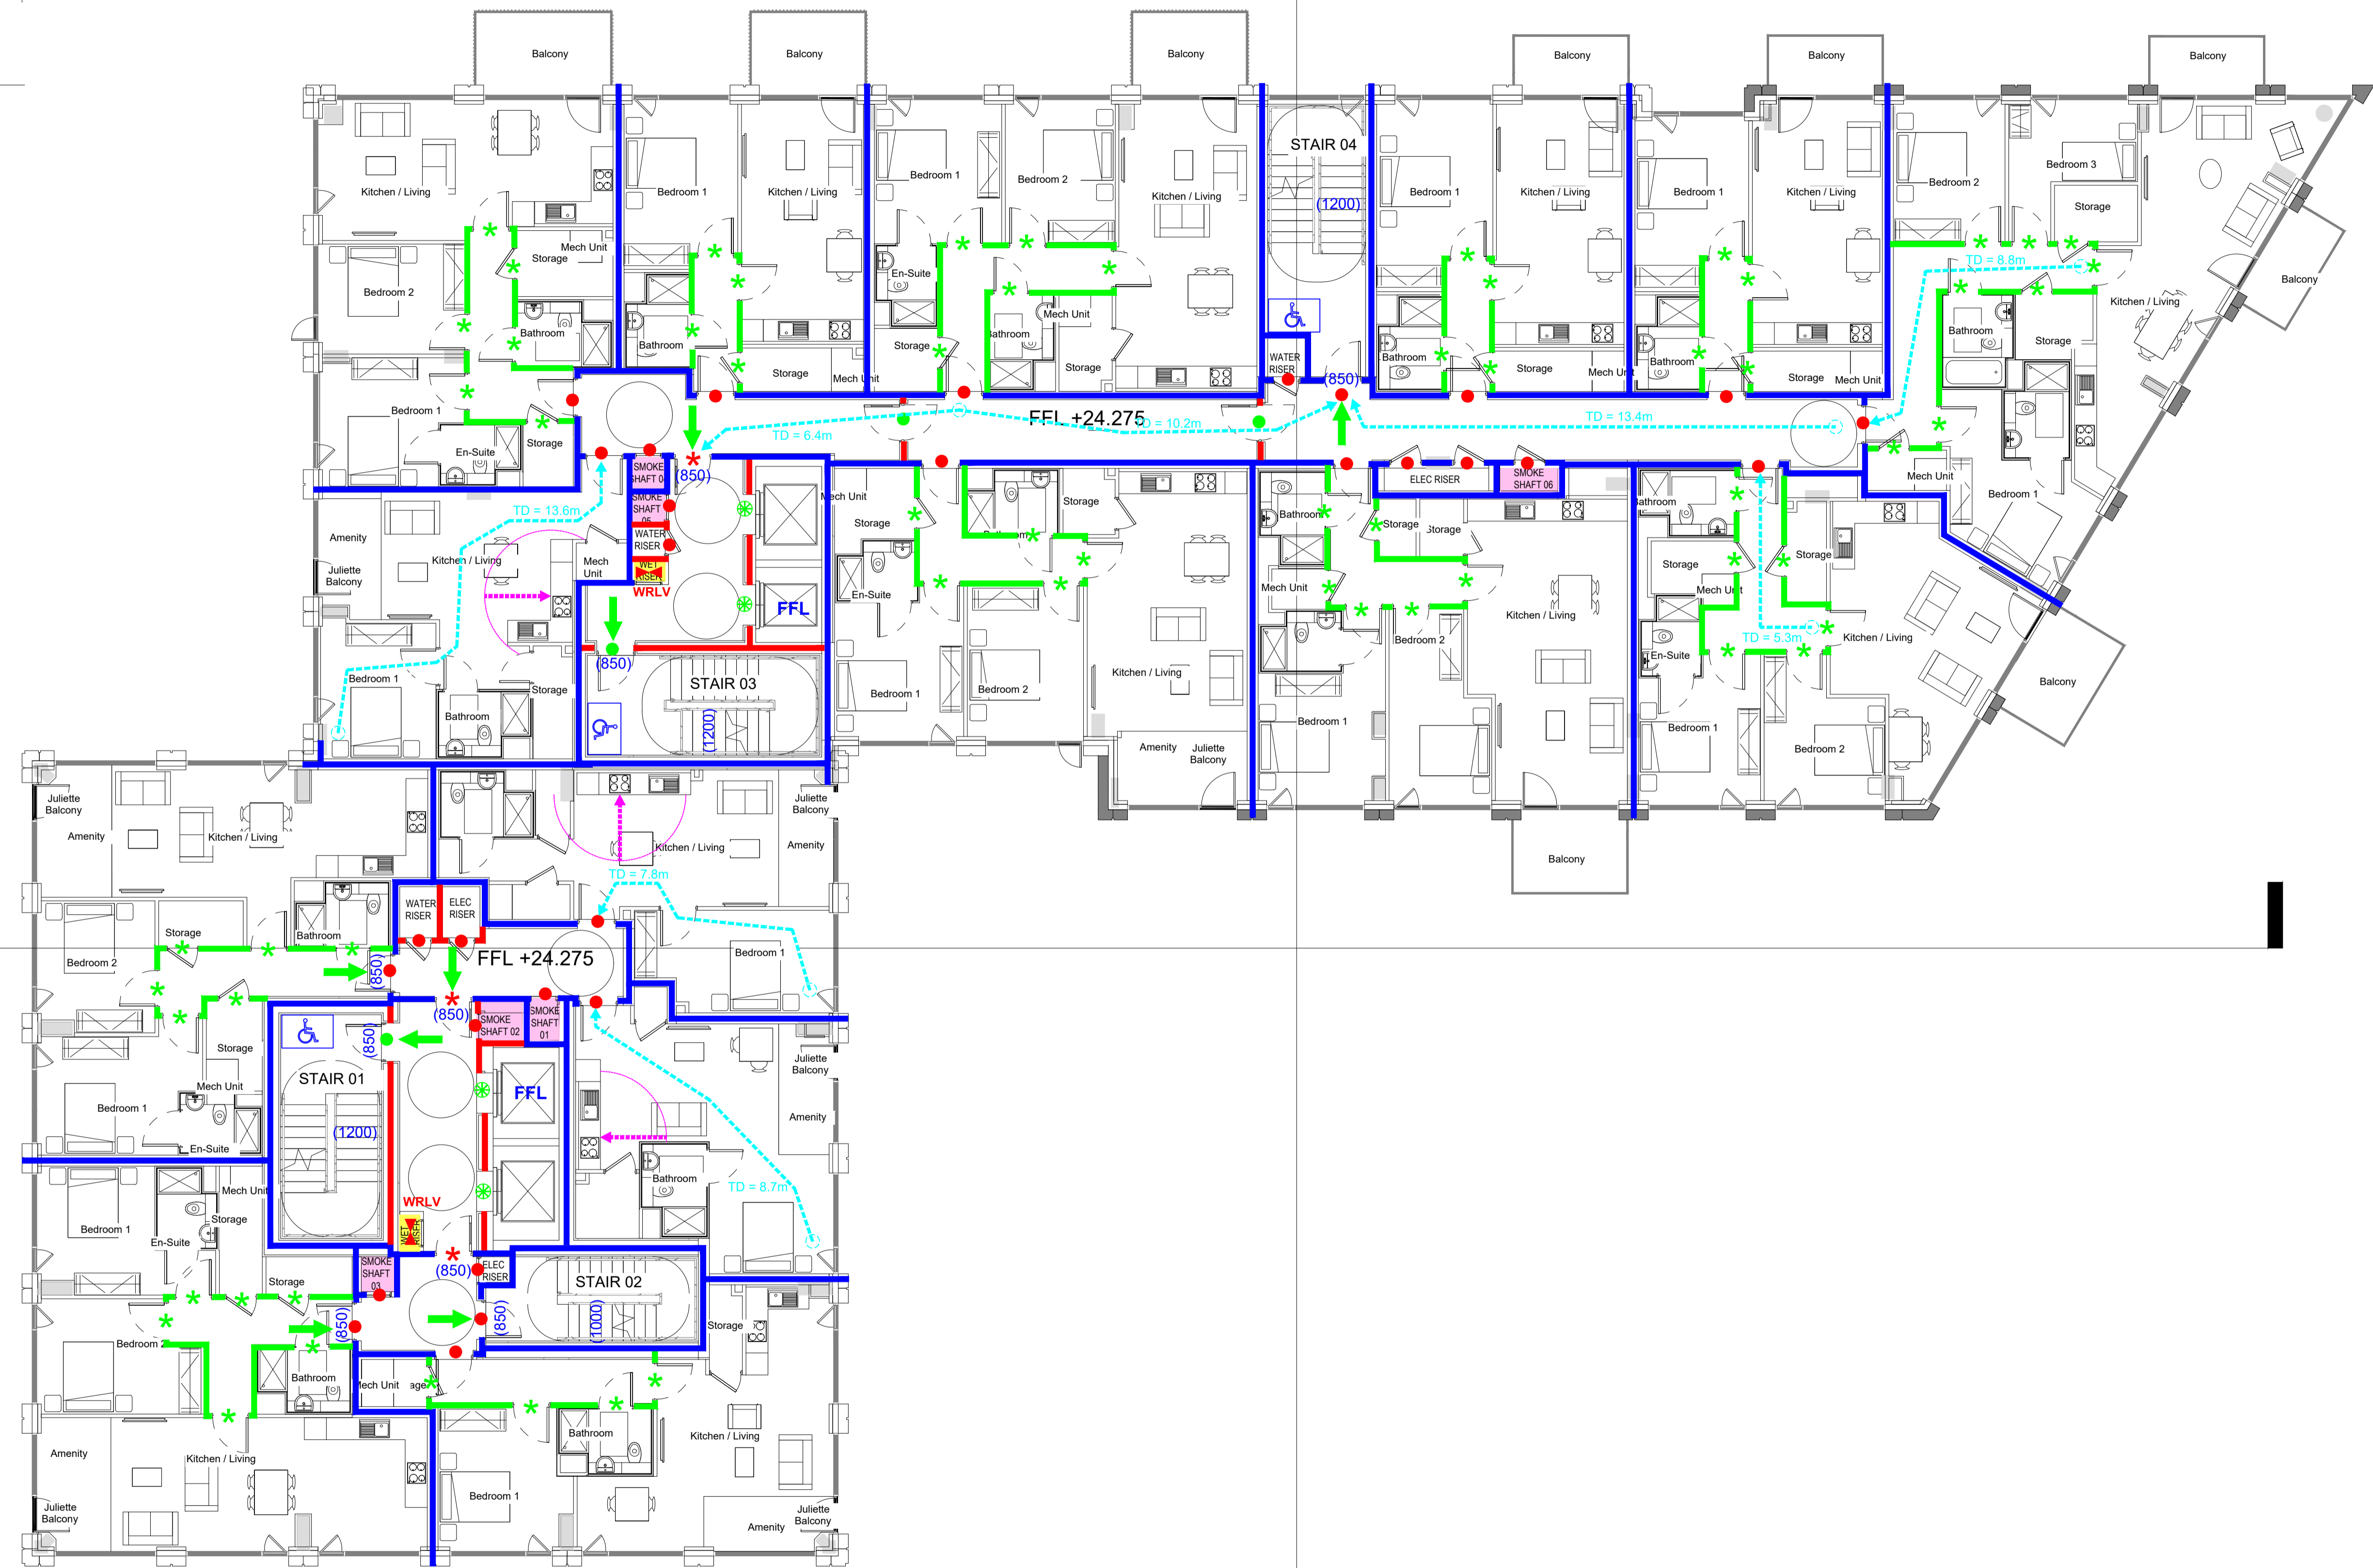 Balcony
Balcony
Balcony
Balcony
Balcony
Balcony
STAIR 04
(1200)
Kitchen / Living
Bedroom 1
Kitchen / Living
Bedroom 1
Bedroom 2
Kitchen / Living
Bedroom 1
Kitchen / Living
Bedroom 1
Kitchen / Living
Bedroom 2
Bedroom 3
Storage
Mech Unit
Storage
Bedroom 2
Bathroom
Bathroom
Storage
Mech Unit
En-Suite
Storage
Bathroom
Mech Unit
Storage
WATER
RISER
(850)
Bathroom
Storage
Mech Unit
Bathroom
Storage
Mech Unit
TD = 8.8m
Balcony
Kitchen / Living
Bathroom
Storage
Bedroom 1
En-Suite
Storage
TD = 6.4m
FFL +24.275
TD = 10.2m
TD = 13.4m
SMOKE
SHAFT 04
(850)
SMOKE
SHAFT
05
WATER
RISER
WET
RISER
WRLV
TD = 13.6m
Amenity
Kitchen / Living
Juliette
Balcony
Mech
Unit
FFL
(850)
STAIR 03
(1200)
Bedroom 1
Bathroom
Storage
Mech Unit
Storage
En-Suite
Bathroom
Storage
Bedroom 1
Bedroom 2
Kitchen / Living
Amenity
Juliette
Balcony
Bathroom
Mech Unit
Storage
Storage
ELEC RISER
SMOKE
SHAFT 06
Kitchen / Living
Bedroom 2
Bedroom 1
Balcony
Bathroom
Storage
Mech Unit
Storage
En-Suite
TD = 5.3m
Kitchen / Living
Bedroom 1
Bedroom 2
Mech Unit
Bedroom 1
Balcony
Juliette
Balcony
Amenity
Kitchen / Living
Juliette
Balcony
Kitchen / Living
Amenity
TD = 7.8m
WATER
RISER
ELEC
RISER
Storage
Bathroom
Bedroom 2
(850)
FFL +24.275
Bedroom 1
(850)
SMOKE
SHAFT 02
SMOKE
SHAFT
01
(850)
Storage
Mech Unit
Bedroom 1
En-Suite
STAIR 01
(1200)
FFL
Juliette
Balcony
Amenity
Bathroom
TD = 8.7m
WRLV
WET
RISER
Mech Unit
Bedroom 1
Storage
En-Suite
Storage
SMOKE
SHAFT
03
(850)
ELEC
RISER
STAIR 02
(1000)
(850)
(850)
Bedroom 2
Bathroom
Mech Unit
Storage
Amenity
Kitchen / Living
Juliette
Balcony
Bathroom
Kitchen / Living
Bedroom 1
Juliette
Balcony
Amenity